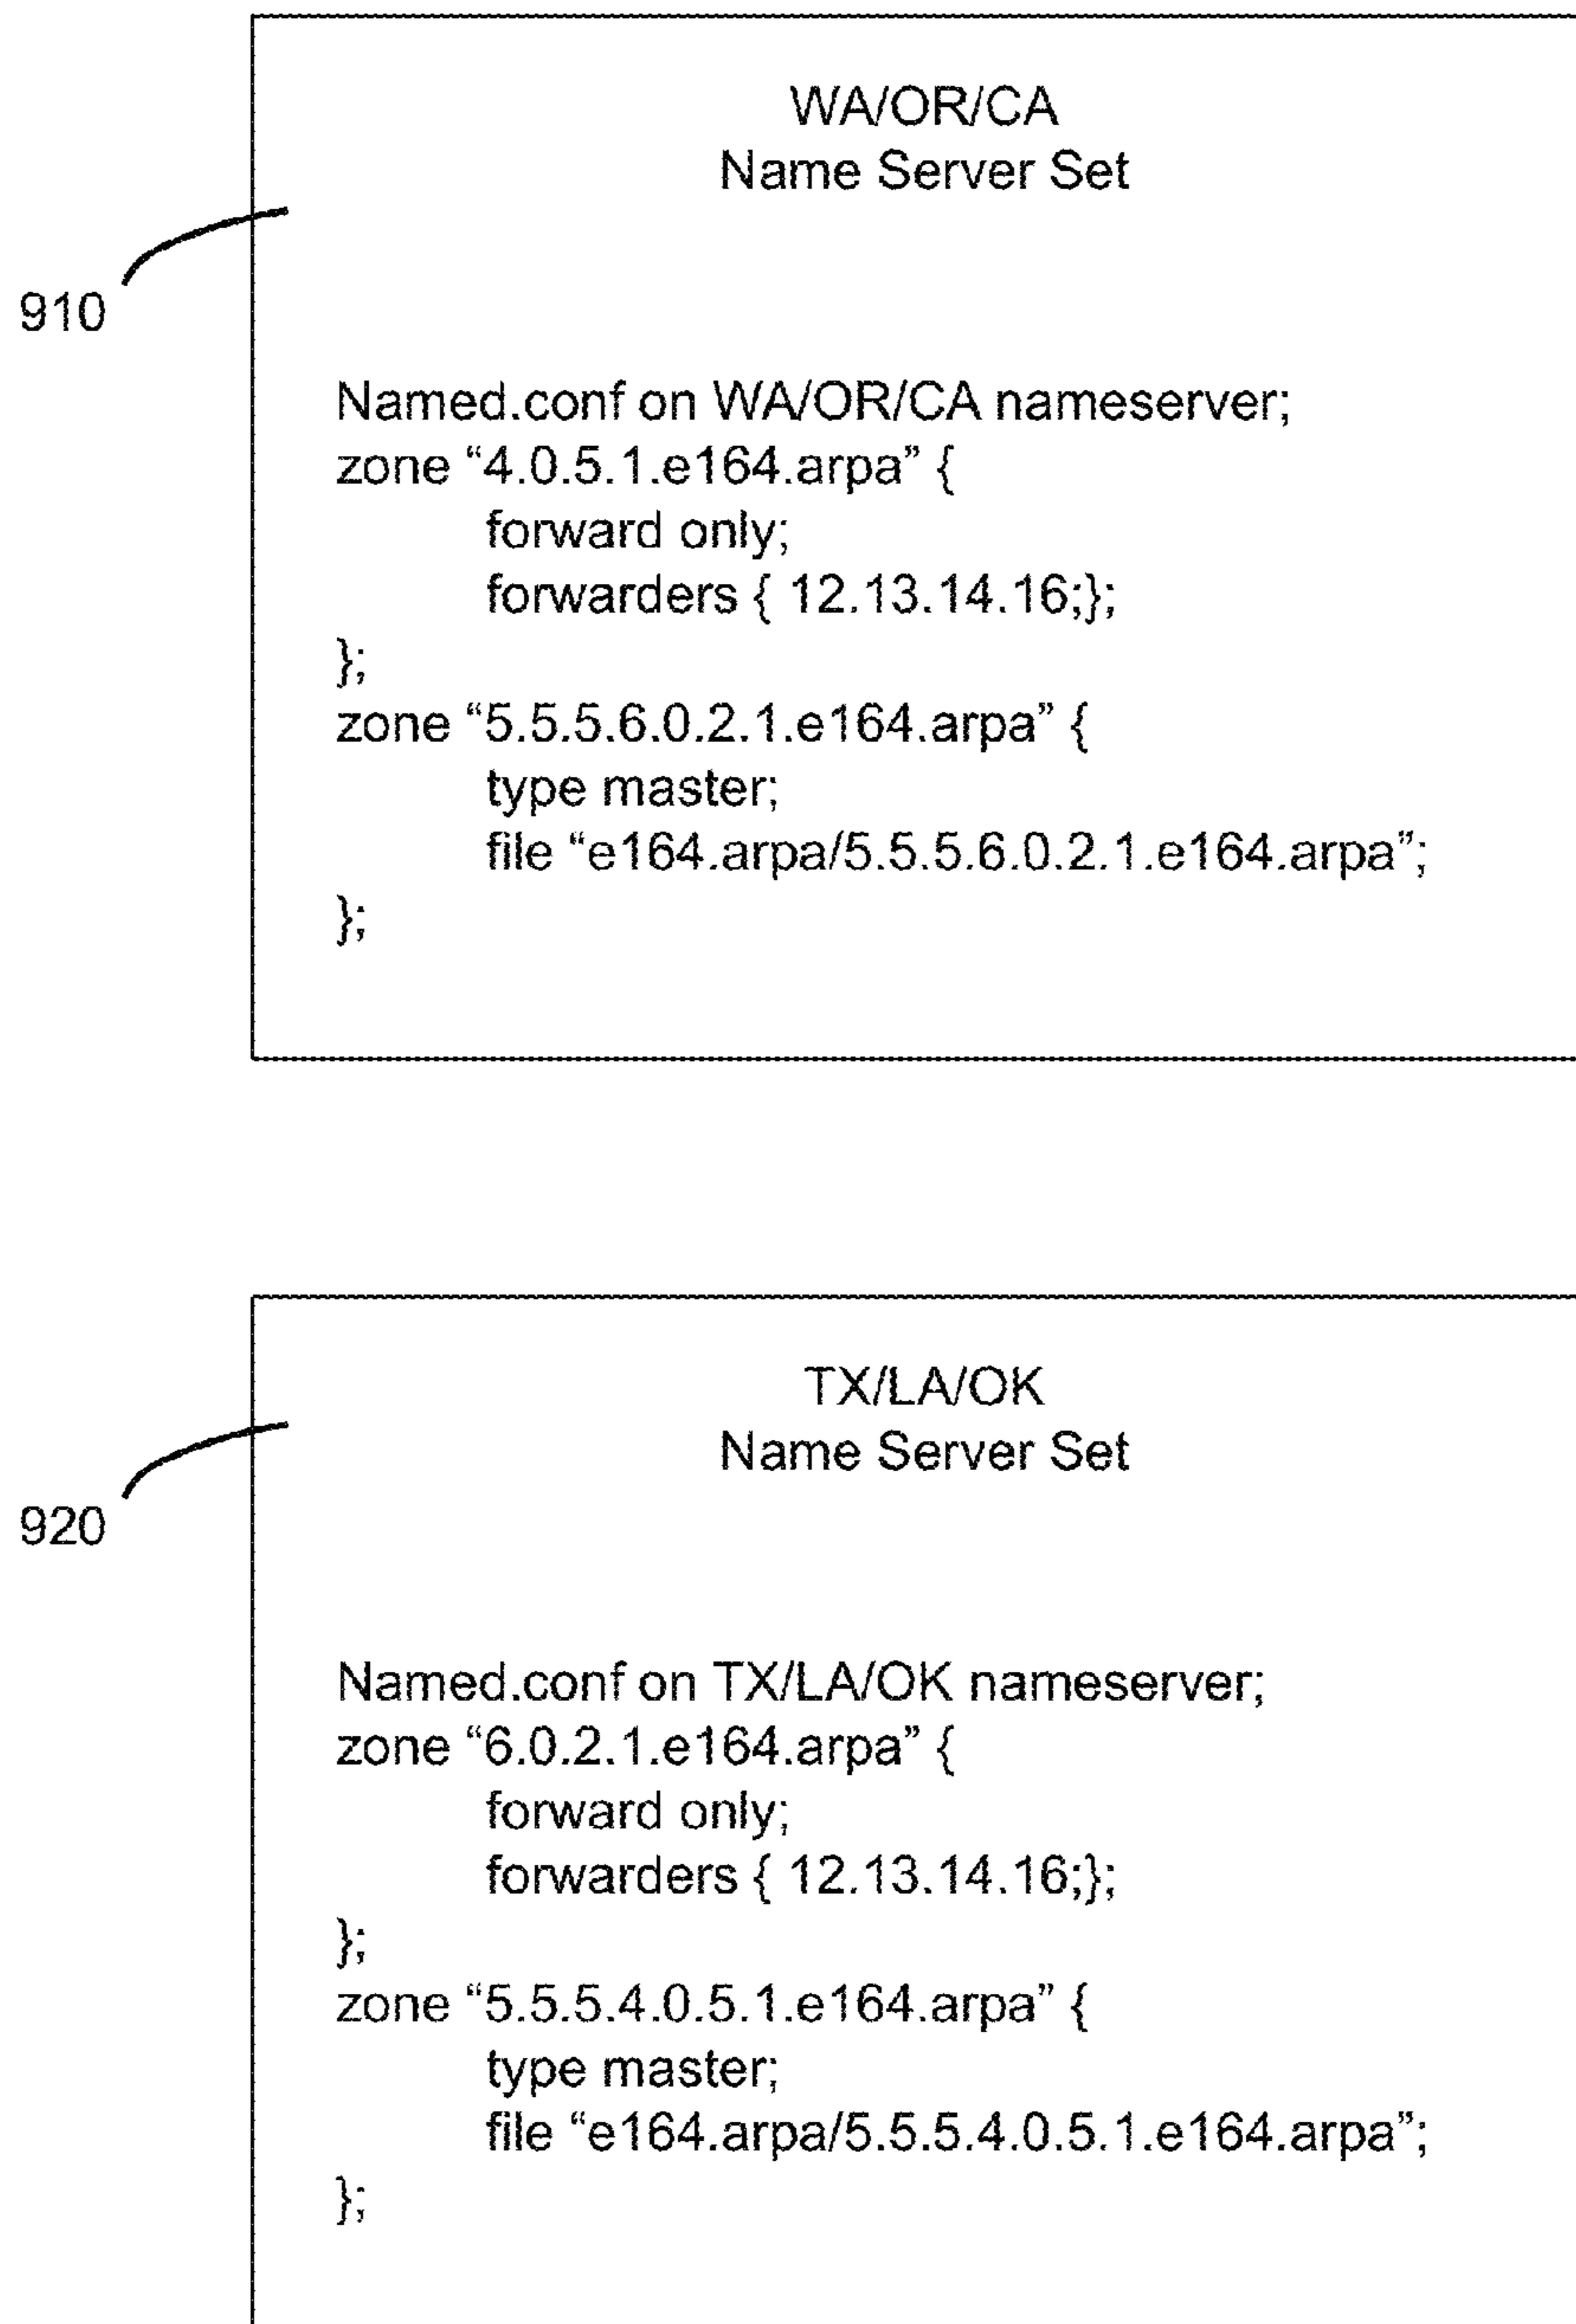 WA/OR/CA
Name Server Set
910
Named.conf on WA/OR/CA nameserver;
zone “4.0.5.1.e164.arpa” {
forward only;
forwarders { 12.13.14.16;};
};
zone “5.5.5.6.0.2.1.e164.arpa” {
type master;
file “e164.arpa/5.5.5.6.0.2.1.e164.arpa”;
};
TX/LA/OK
Name Server Set
920
Named.conf on TX/LA/OK nameserver;
zone “6.0.2.1.e164.arpa” {
forward only;
forwarders { 12.13.14.16;};
};
zone “5.5.5.4.0.5.1.e164.arpa” {
type master;
file “e164.arpa/5.5.5.4.0.5.1.e164.arpa”;
};